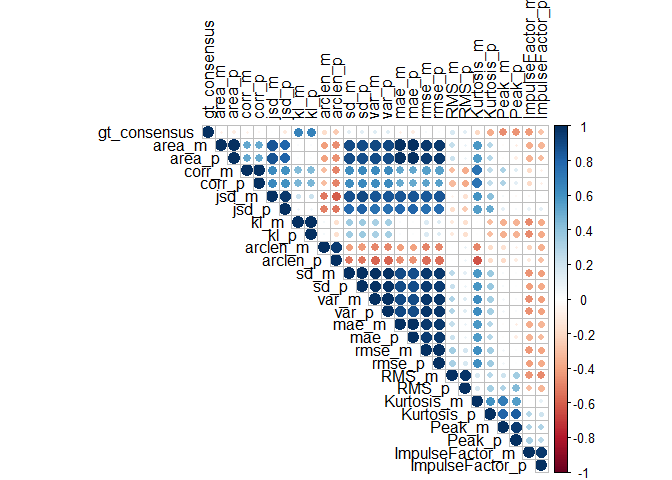 gt_consensus
area_m
area_p
corr_m
corr_p
jsd_m
jsd_p
kl_m
kl_p
arclen_m
arclen_p
sd_m
sd_p
var_m
var_p
mae_m
mae_p
rmse_m
rmse_p
RMS_m
RMS_p
Kurtosis_m
Kurtosis_p
Peak_m
Peak_p
ImpulseFactor_m
ImpulseFactor_p
gt_consensus
area_m
area_p
corr_m
corr_p
jsd_m
jsd_p
kl_m
kl_p
arclen_m
arclen_p
sd_m
sd_p
var_m
var_p
mae_m
mae_p
rmse_m
rmse_p
RMS_m
RMS_p
Kurtosis_m
Kurtosis_p
Peak_m
Peak_p
ImpulseFactor_m
ImpulseFactor_p
1
0.8
0.6
0.4
0.2
0
-0.2
-0.4
-0.6
-0.8
-1